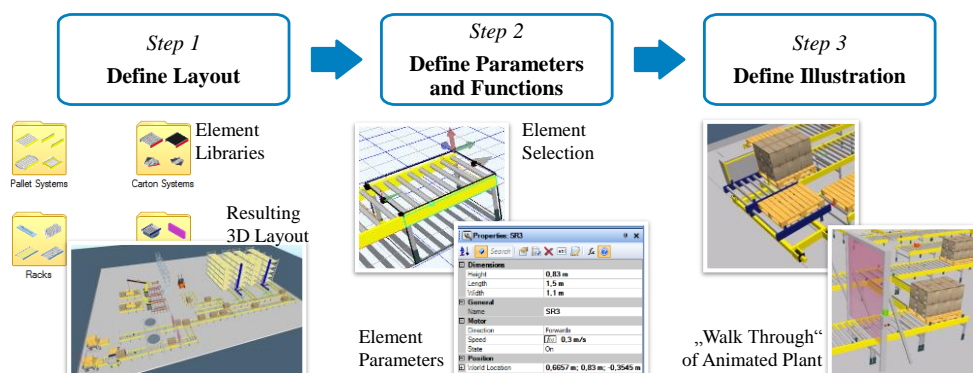 Step 1
Define Layout
Step 2
Define Parameters
and Functions
Step 3
Define Illustration
Element
Libraries
Pallet Systems
Carton Systems
Resulting
3D Layout
Racks
Element
Selection
Properties: SR3
Search
Dimensions
Height 0,83 m
Length 1,5 m
Width 1,1 m
General
Name SR3
Motor
Direction Forwards
Speed f(x) 0,3 m/s
State On
Position
World Location 0,6657 m; 0,83 m; -0,3545 m
Element
Parameters
„Walk Through“
of Animated Plant